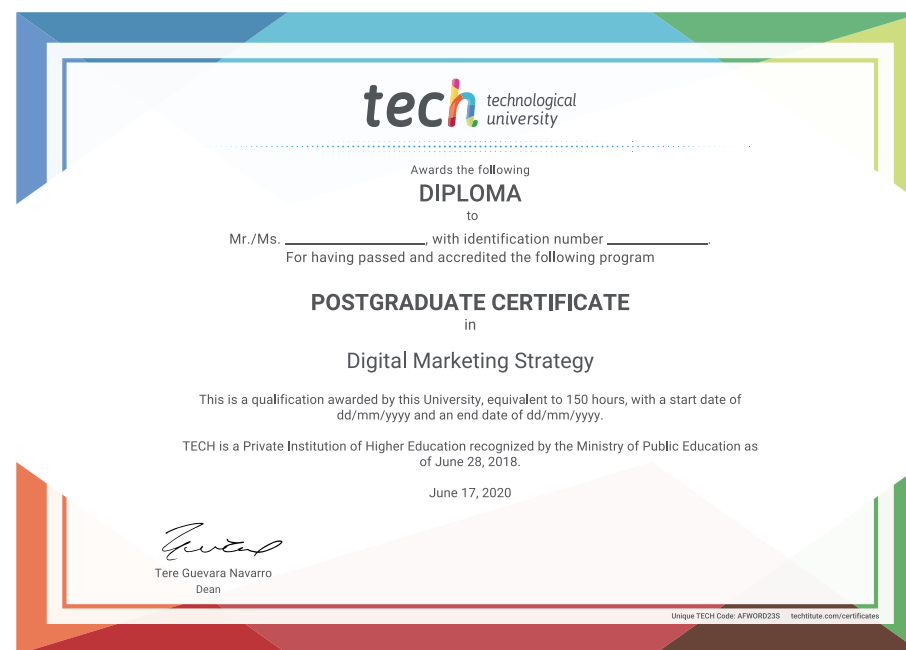 tech technological
university
Awards the following
DIPLOMA
to
Mr./Ms. ____________, with identification number _________.
For having passed and accredited the following program
POSTGRADUATE CERTIFICATE
in
Digital Marketing Strategy
This is a qualification awarded by this University, equivalent to 150 hours, with a start date of
dd/mm/yyyy and an end date of dd/mm/yyyy.
TECH is a Private Institution of Higher Education recognized by the Ministry of Public Education as
of June 28, 2018.
June 17, 2020
Tere Guevara Navarro
Dean
Unique TECH Code: AFWORD23S techtitute.com/certificates